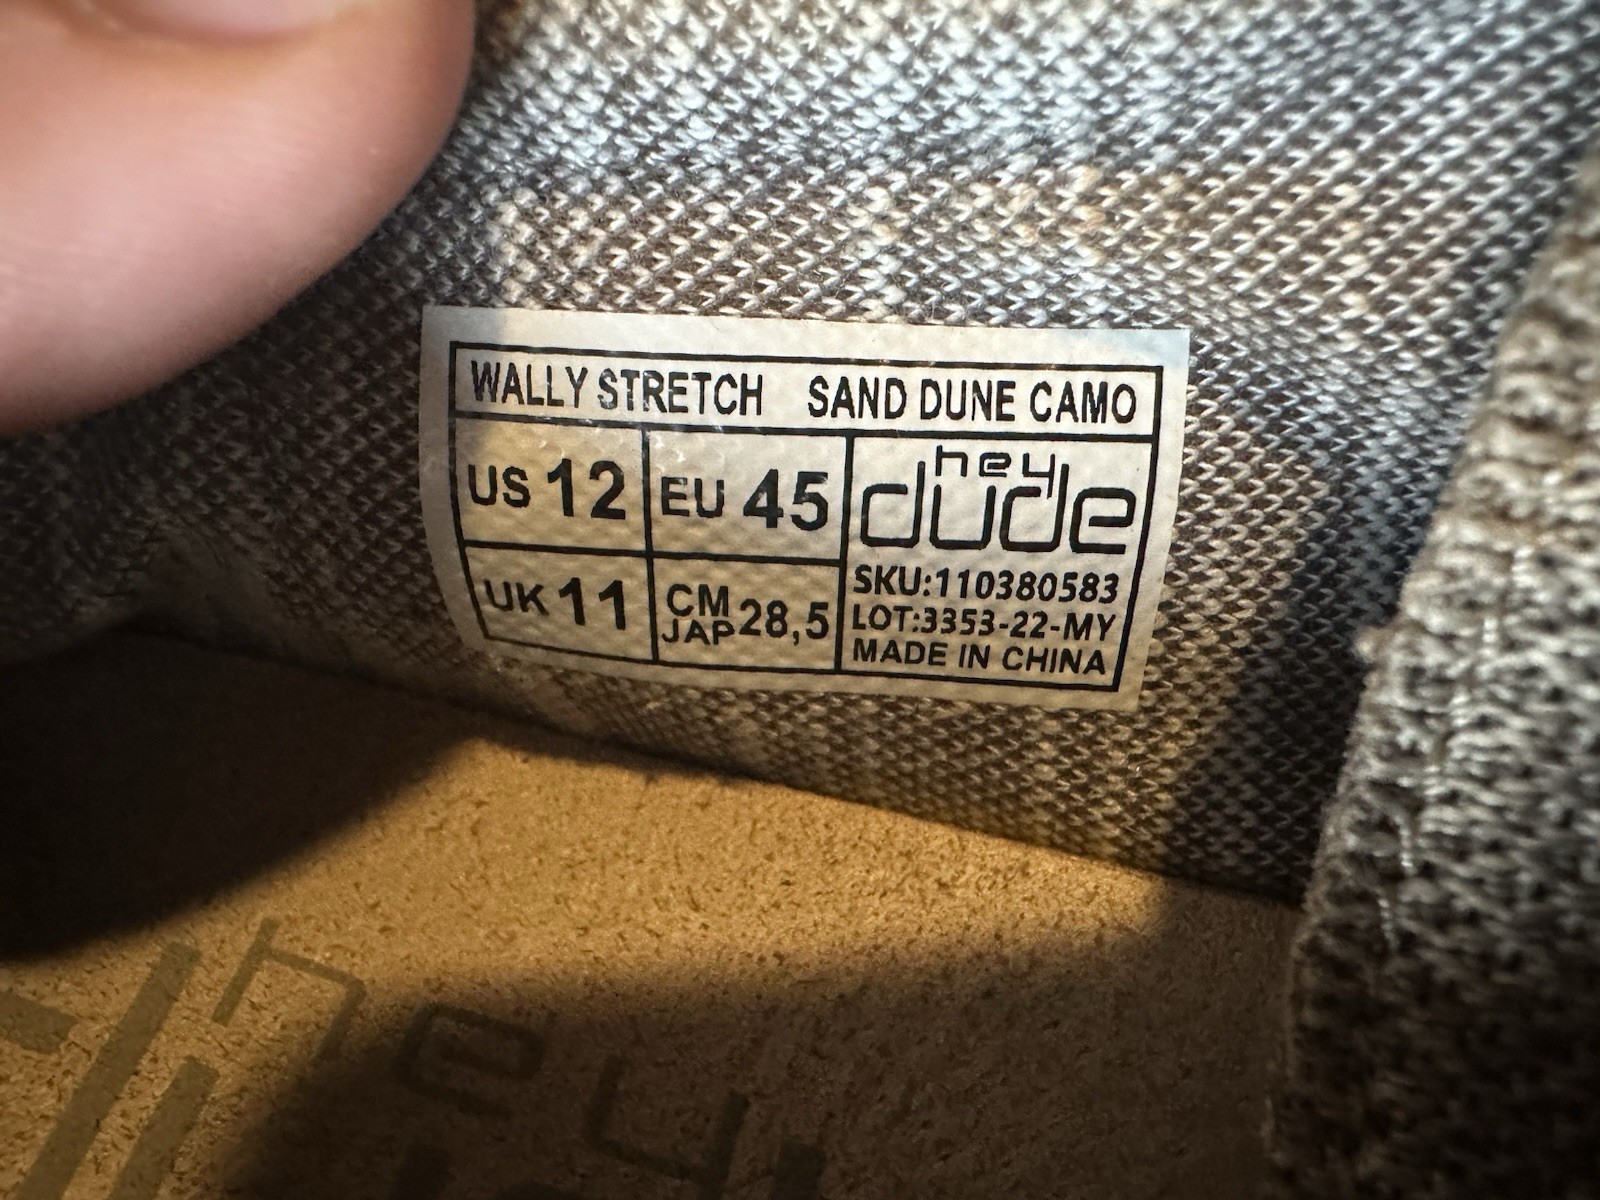 WALLY STRETCH SAND DUNE CAMO
US 12
EU 45
hey
dude
UK 11
CM
JAP 28,5
SKU:110380583
LOT:3353-22-MY
MADE IN CHINA
hey